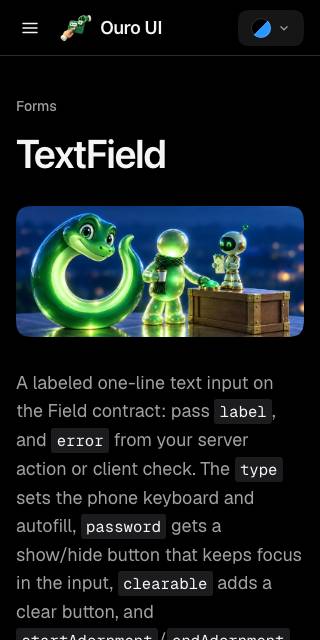 Ouro UI
Forms
TextField
A labeled one-line text input on
the Field contract: pass label,
and error from your server
action or client check. The type
sets the phone keyboard and
autofill, password gets a
show/hide button that keeps focus
in the input, clearable adds a
clear button, and
startAdornment / endAdornment